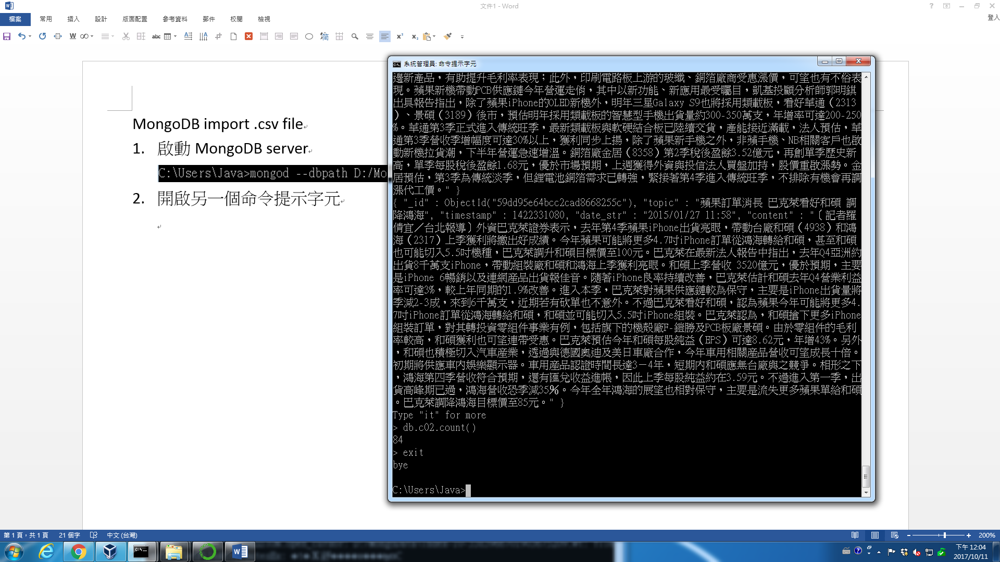 文件1 - Word
檔案 常用 插入 設計 版面配置 參考資料 郵件 校閱 檢視
登入
MongoDB import .csv file
1. 啟動 MongoDB server
C:\Users\Java>mongod --dbpath D:/Mo
2. 開啟另一個命令提示字元
系統管理員: 命令提示字元
邊新產品，有助提升毛利率表現；此外，印刷電路板上游的玻纖、銅箔廠商受惠漲價，可望也有不俗表
現。蘋果新機帶動PCB供應鏈今年營運走俏，其中以新功能、新應用最受矚目，凱基投顧分析師郭明錤
出具報告指出，除了蘋果iPhone的OLED新機外，明年三星Galaxy S9也將採用類載板，看好華通（2313
）、景碩（3189）後市，預估明年採用類載板的智慧型手機出貨量約300-350萬支，年增率可達200-250
%。華通第3季正式進入傳統旺季，最新類載板與軟硬結合板已陸續交貨，產能接近滿載，法人預估，華
通第3季營收季增幅度可達30%以上，獲利同步上揚，除了蘋果新手機之外，非蘋手機、NB相關客戶也啟
動新機拉貨潮，下半年營運急速增溫。銅箔廠金居（8358）第2季稅後盈餘3.52億元，再創單季歷史新
高，單季每股稅後盈餘1.68元，優於市場預期，上週獲得外資與投信法人買盤加持，股價重啟漲勢。金
居預估，第3季為傳統淡季，但鋰電池銅箔需求已轉強，緊接著第4季進入傳統旺季，不排除有機會再調
漲代工價。" }
{ "_id" : ObjectId("59dd95e64bcc2cad8668255c"), "topic" : "蘋果訂單消長 巴克萊看好和碩 調
降鴻海", "timestamp" : 1422331080, "date_str" : "2015/01/27 11:58", "content" : "〔記者羅
倩宜／台北報導〕外資巴克萊證券表示，去年第4季蘋果iPhone出貨亮眼，帶動台廠和碩（4938）和鴻
海（2317）上季獲利將繳出好成績。今年蘋果可能將更多4.7吋iPhone訂單從鴻海轉給和碩，甚至和碩
也可能切入5.5吋機種，巴克萊調升和碩目標價至100元。巴克萊在最新法人報告中指出，去年Q4亞洲約
出貨8千萬支iPhone，帶動組裝廠和碩和鴻海上季獲利亮眼。和碩上季營收 3520億元，優於預期，主要
是iPhone 6暢銷以及連網產品出貨報佳音。隨著iPhone良率持續改善，巴克萊估計和碩去年Q4營業利益
率可達3%，較上年同期的1.9%改善。進入本季，巴克萊對蘋果供應鏈較為保守，主要是iPhone出貨量將
季減2-3成，來到6千萬支，近期若有砍單也不意外。不過巴克萊看好和碩，認為蘋果今年可能將更多4.
7吋iPhone訂單從鴻海轉給和碩，和碩並可能切入5.5吋iPhone組裝。巴克萊認為，和碩搶下更多iPhone
組裝訂單，對其轉投資零組件事業有例，包括旗下的機殼廠F-鎧勝及PCB板廠景碩。由於零組件的毛利
率較高，和碩獲利也可望連帶受惠。巴克萊預估今年和碩每股純益（EPS）可達8.62元，年增43%。另外
，和碩也積極切入汽車產業，透過與德國奧迪及美日車廠合作，今年車用相關產品營收可望成長十倍。
初期將供應車內娛樂顯示器。車用產品認證時間長達3－4年，短期內和碩應無台廠與之競爭。相形之下
，鴻海第四季營收符合預期，還有匯兌收益進帳，因此上季每股純益約在3.59元。不過進入第一季，出
貨高峰期已過，鴻海營收恐季減35％。今年全年鴻海的展望也相對保守，主要是流失更多蘋果單給和碩
。巴克萊調降鴻海目標價至85元。" }
Type "it" for more
> db.c02.count()
84
> exit
bye
C:\Users\Java>
第 1 頁，共 1 頁 21 個字 中文 (台灣) 200%
下午 12:04
2017/10/11